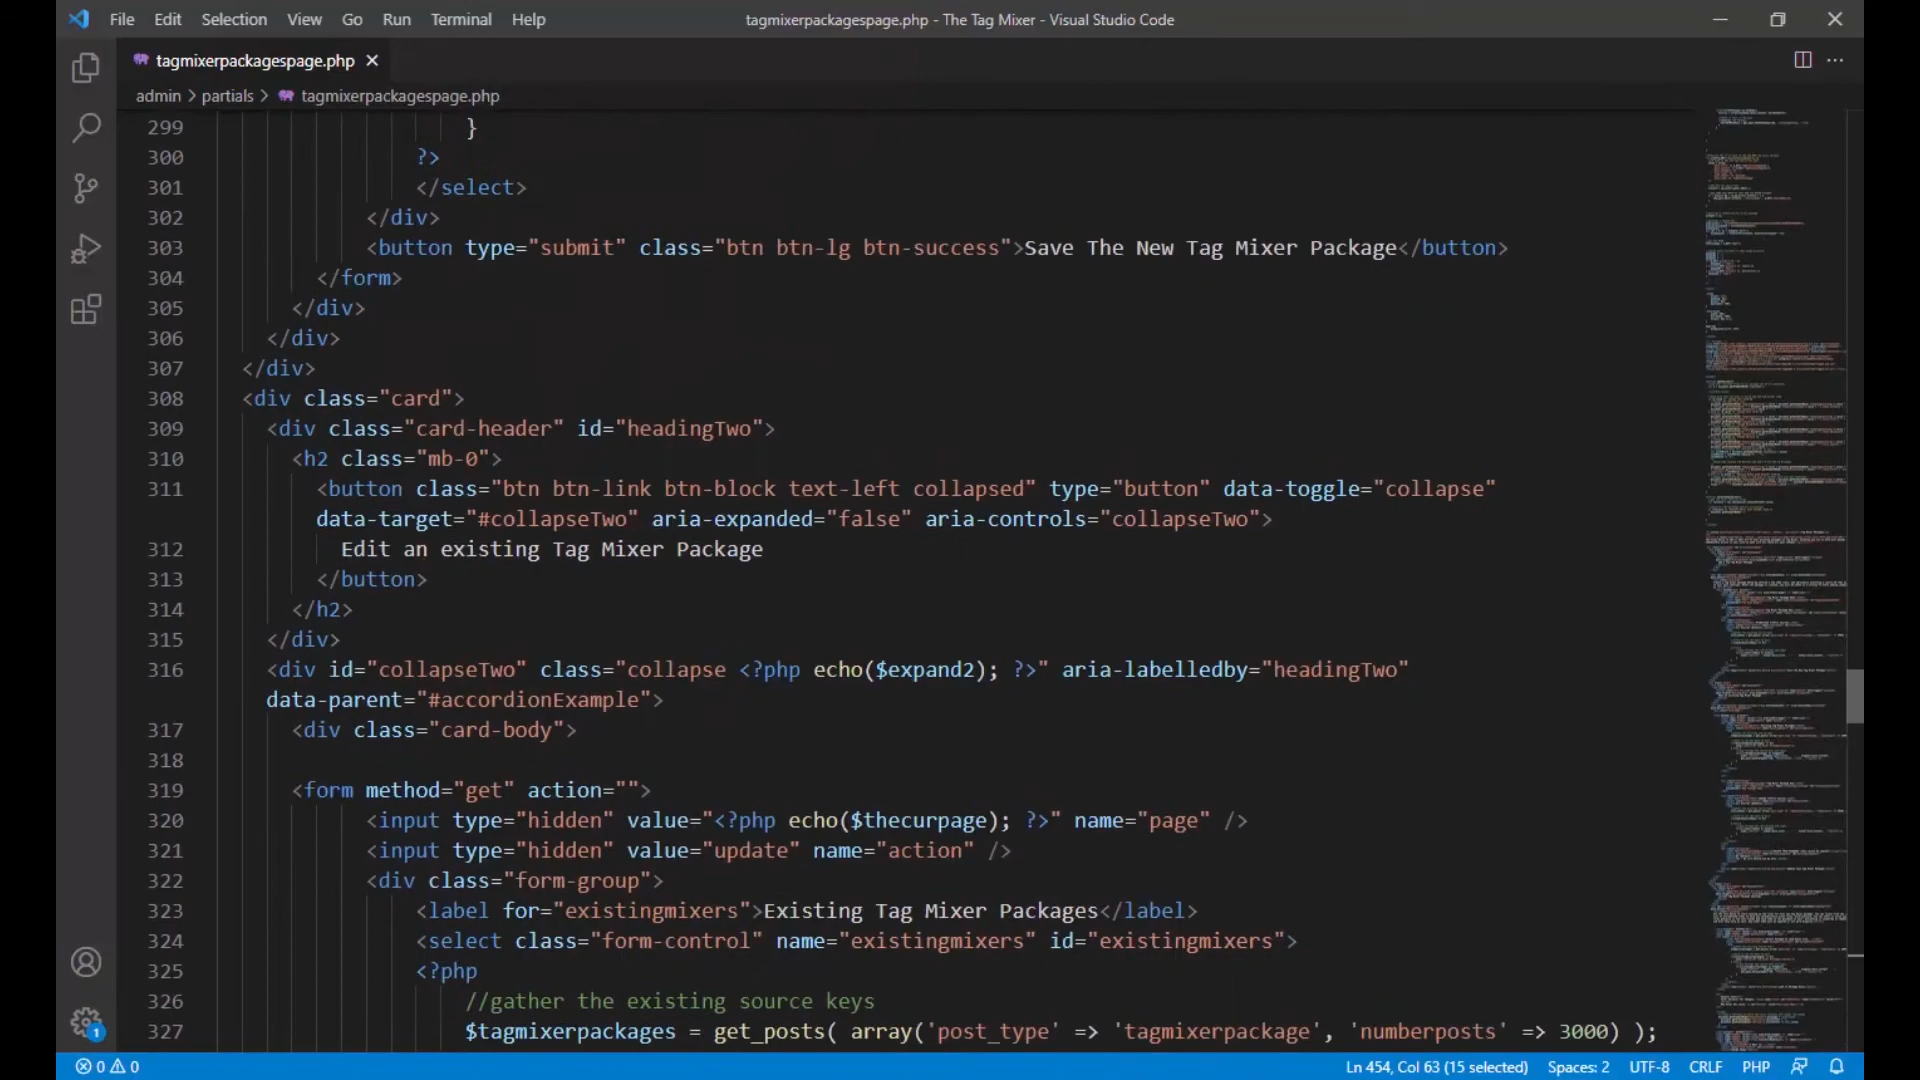 File Edit Selection View Go Run Terminal Help tagmixerpackagespage.php - The Tag Mixer - Visual Studio Code
tagmixerpackagespage.php
admin > partials > tagmixerpackagespage.php
299 }
300 ?>
301 </select>
302 </div>
303 <button type="submit" class="btn btn-lg btn-success">Save The New Tag Mixer Package</button>
304 </form>
305 </div>
306 </div>
307 </div>
308 <div class="card">
309 <div class="card-header" id="headingTwo">
310 <h2 class="mb-0">
311 <button class="btn btn-link btn-block text-left collapsed" type="button" data-toggle="collapse"
data-target="#collapseTwo" aria-expanded="false" aria-controls="collapseTwo">
312 Edit an existing Tag Mixer Package
313 </button>
314 </h2>
315 </div>
316 <div id="collapseTwo" class="collapse <?php echo($expand2); ?>" aria-labelledby="headingTwo"
data-parent="#accordionExample">
317 <div class="card-body">
318
319 <form method="get" action="">
320 <input type="hidden" value="<?php echo($thecurpage); ?>" name="page" />
321 <input type="hidden" value="update" name="action" />
322 <div class="form-group">
323 <label for="existingmixers">Existing Tag Mixer Packages</label>
324 <select class="form-control" name="existingmixers" id="existingmixers">
325 <?php
326 //gather the existing source keys
327 $tagmixerpackages = get_posts( array('post_type' => 'tagmixerpackage', 'numberposts' => 3000) );
1
0 0 Ln 454, Col 63 (15 selected) Spaces: 2 UTF-8 CRLF PHP